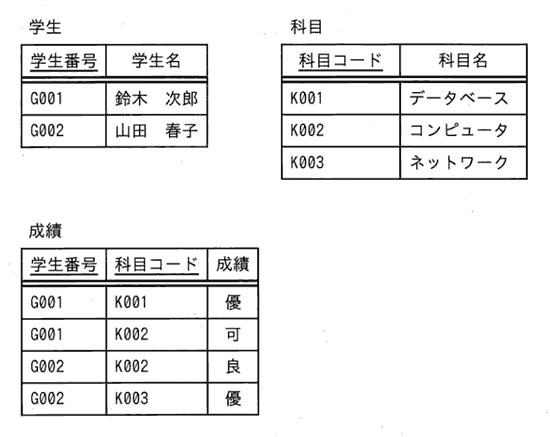 学生
学生番号 学生名
G001 鈴木 次郎
G002 山田 春子
科目
科目コード 科目名
K001 データベース
K002 コンピュータ
K003 ネットワーク
成績
学生番号 科目コード 成績
G001 K001 優
G001 K002 可
G002 K002 良
G002 K003 優